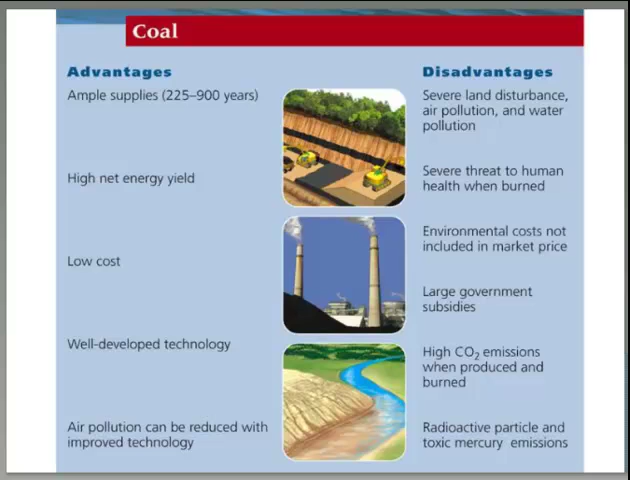 Coal
Advantages
Ample supplies (225–900 years)
High net energy yield
Low cost
Well-developed technology
Air pollution can be reduced with
improved technology
Disadvantages
Severe land disturbance,
air pollution, and water
pollution
Severe threat to human
health when burned
Environmental costs not
included in market price
Large government
subsidies
High CO₂ emissions
when produced and
burned
Radioactive particle and
toxic mercury emissions